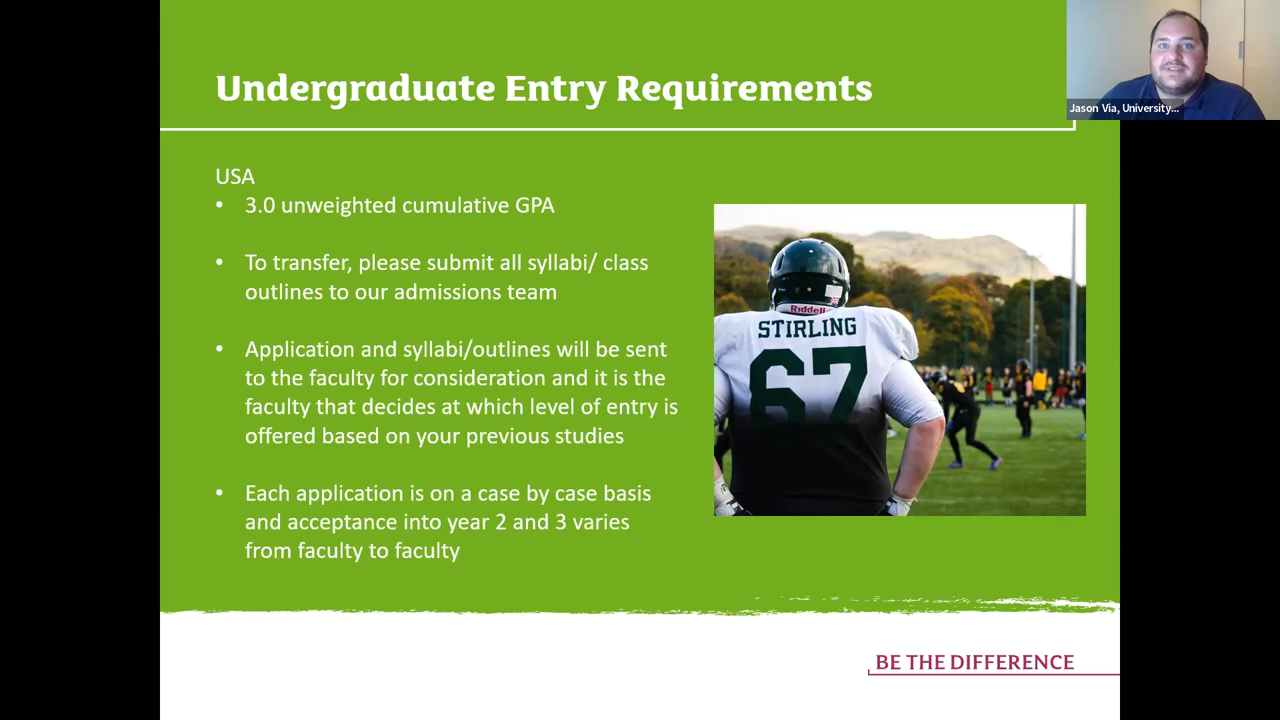 Undergraduate Entry Requirements
Jason Via, University...
USA
• 3.0 unweighted cumulative GPA
• To transfer, please submit all syllabi/ class
outlines to our admissions team
• Application and syllabi/outlines will be sent
to the faculty for consideration and it is the
faculty that decides at which level of entry is
offered based on your previous studies
• Each application is on a case by case basis
and acceptance into year 2 and 3 varies
from faculty to faculty
Riddell
STIRLING
67
BE THE DIFFERENCE